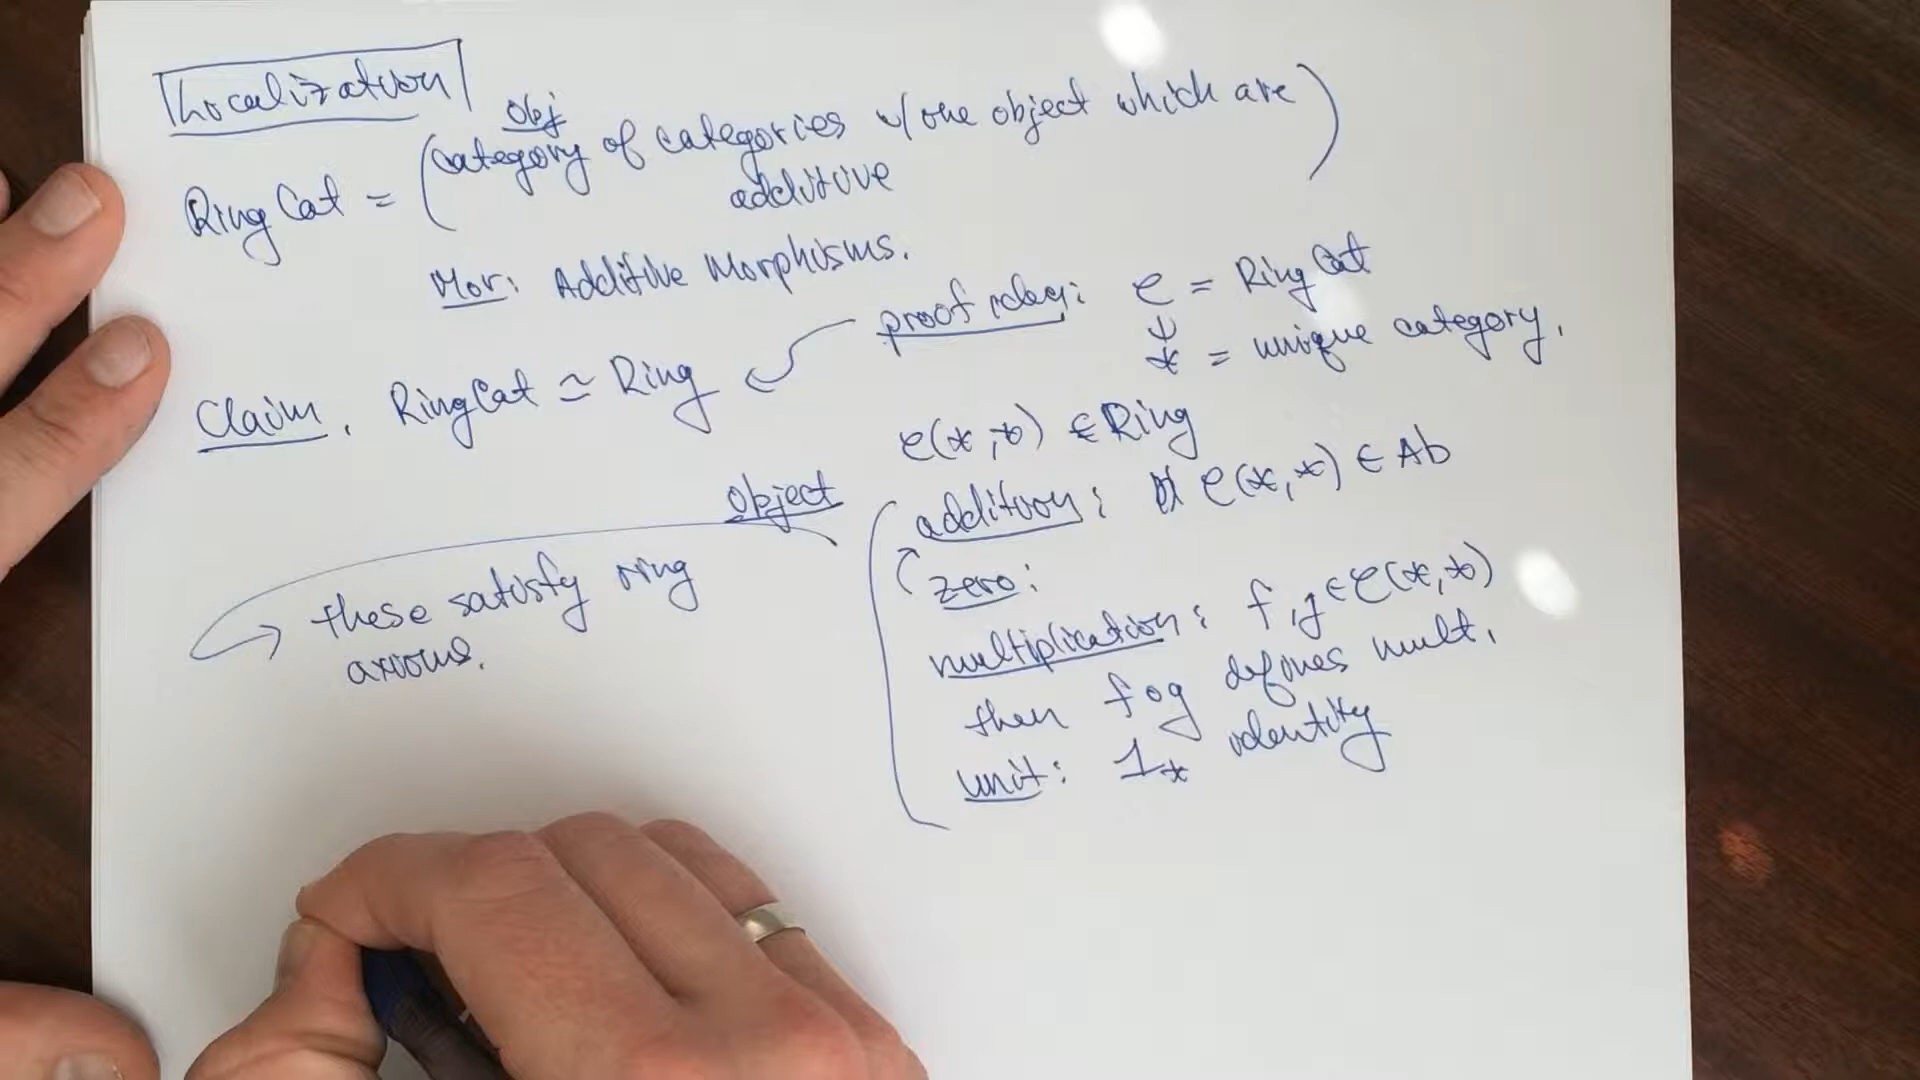 Localization
RingCat = (Obj category of categories w/one object which are
additive)
Mor: Additive Morphisms.
Claim. RingCat ≃ Ring
proof idea: C = RingCat
* = unique category.
C(*,*) ∈ Ring
object
addition: C(*,*) ∈ Ab
zero:
multiplication: f,g ∈ C(*,*)
then f∘g defines mult.
unit: 1* identity
these satisfy ring
axioms.